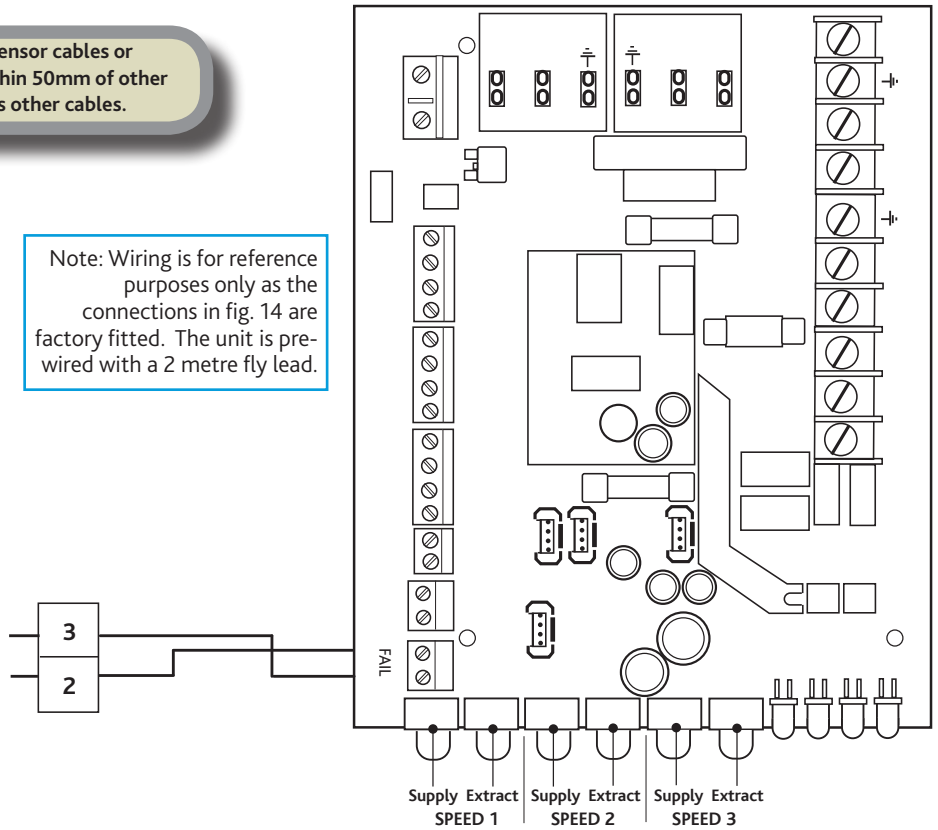 ensor cables or
hin 50mm of other
s other cables.
Note: Wiring is for reference
purposes only as the
connections in fig. 14 are
factory fitted. The unit is pre-
wired with a 2 metre fly lead.
3
2
FAIL
Supply Extract Supply Extract Supply Extract
SPEED 1 SPEED 2 SPEED 3